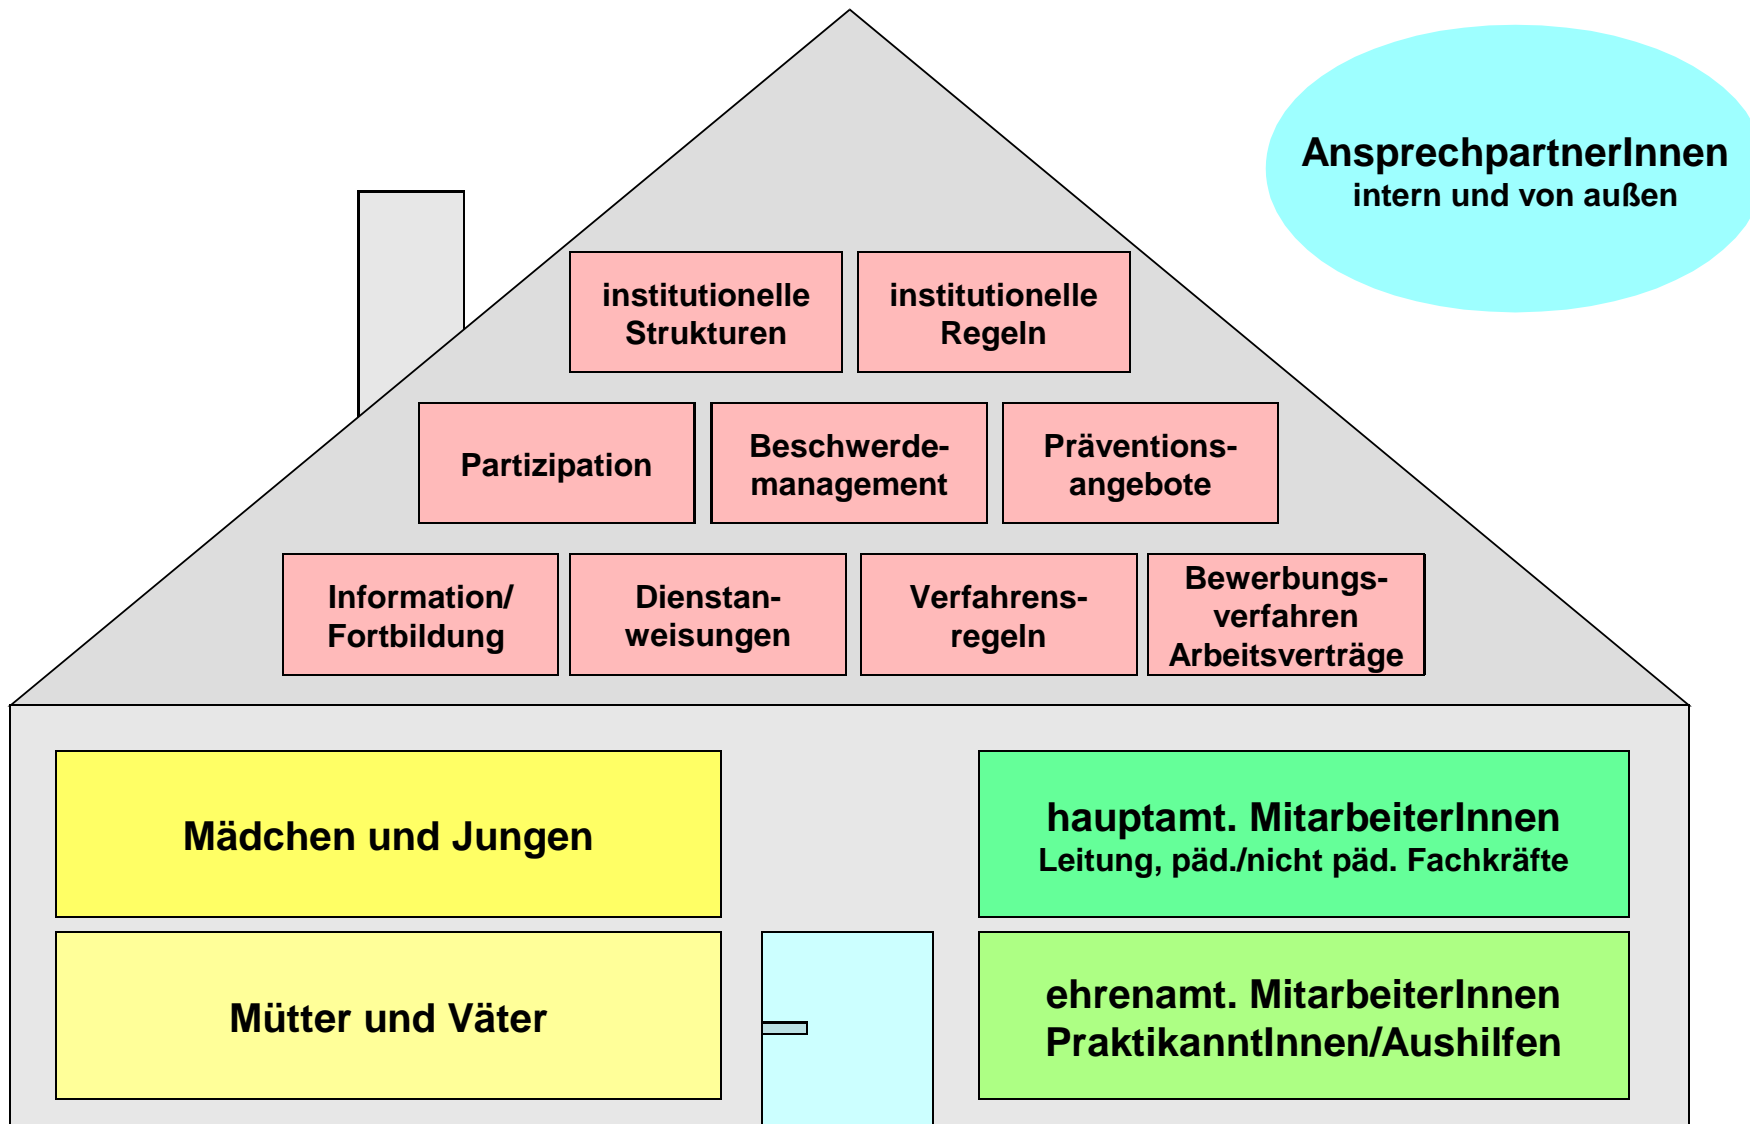 AnsprechpartnerInnen
intern und von außen
institutionelle
Strukturen
institutionelle
Regeln
Partizipation
Beschwerde-
management
Präventions-
angebote
Information/
Fortbildung
Dienstan-
weisungen
Verfahrens-
regeln
Bewerbungs-
verfahren
Arbeitsverträge
Mädchen und Jungen
hauptamt. MitarbeiterInnen
Leitung, päd./nicht päd. Fachkräfte
Mütter und Väter
ehrenamt. MitarbeiterInnen
PraktikanntInnen/Aushilfen